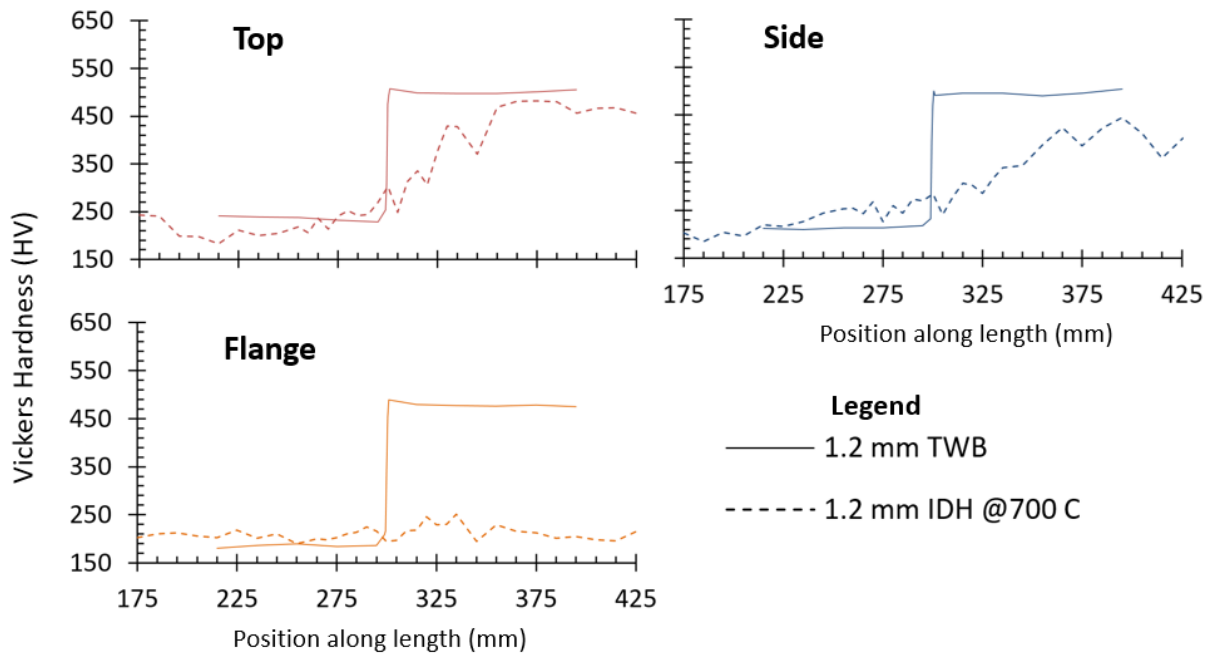 Vickers Hardness (HV)
650
550
450
350
250
150
Top
Side
175 225 275 325 375 425
Position along length (mm)
650
550
450
350
250
150
Flange
175 225 275 325 375 425
Position along length (mm)
Legend
1.2 mm TWB
1.2 mm IDH @700 C